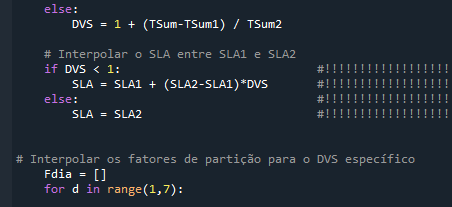 else:
DVS = 1 + (TSum-TSum1) / TSum2
# Interpolar o SLA entre SLA1 e SLA2
if DVS < 1: #!!!!!!!!!!!!!!!!!!!
SLA = SLA1 + (SLA2-SLA1)*DVS #!!!!!!!!!!!!!!!!!!!
else: #!!!!!!!!!!!!!!!!!!!
SLA = SLA2 #!!!!!!!!!!!!!!!!!!!
# Interpolar os fatores de partição para o DVS específico
Fdia = []
for d in range(1,7):